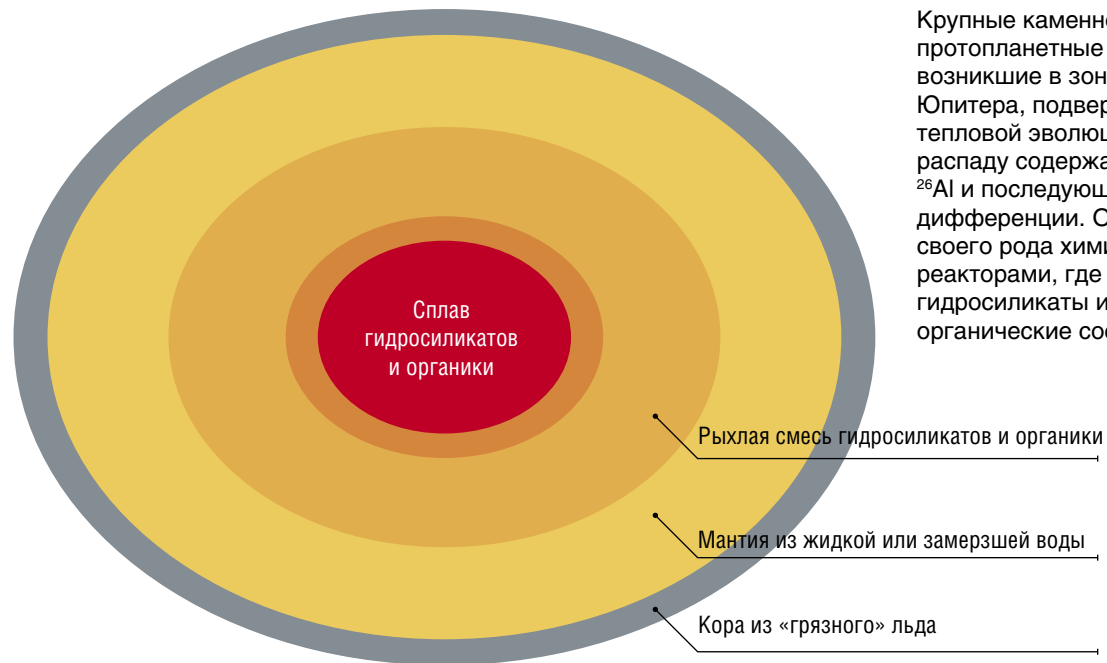 Крупные
протопланетные
возникшие в
Юпитера,
тепловой
распаду
²⁶Al и
дифференции.
своего рода
реакторами, где
гидросиликаты и
органические
Сплав
гидросиликатов
и органики
Рыхлая смесь гидросиликатов и органики
Мантия из жидкой или замерзшей воды
Кора из «грязного» льда